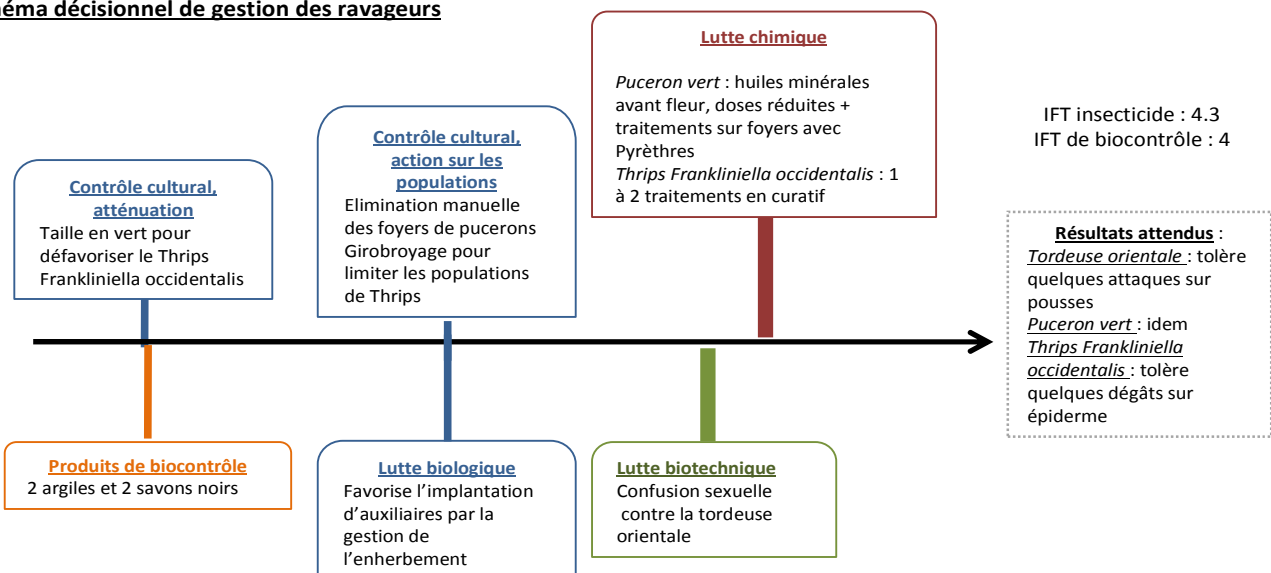 éma décisionnel de gestion des ravageurs
Lutte chimique
Puceron vert : huiles minérales
avant fleur, doses réduites +
traitements sur foyers avec
Pyrèthres
Thrips Frankliniella occidentalis : 1
à 2 traitements en curatif
IFT insecticide : 4.3
IFT de biocontrôle : 4
Contrôle cultural,
action sur les
populations
Elimination manuelle
des foyers de pucerons
Girobroyage pour
limiter les populations
de Thrips
Contrôle cultural,
atténuation
Taille en vert pour
défavoriser le Thrips
Frankliniella occidentalis
Résultats attendus :
Tordeuse orientale : tolère
quelques attaques sur
pousses
Puceron vert : idem
Thrips Frankliniella
occidentalis : tolère
quelques dégâts sur
épiderme
Produits de biocontrôle
2 argiles et 2 savons noirs
Lutte biologique
Favorise l’implantation
d’auxiliaires par la
gestion de
l’enherbement
Lutte biotechnique
Confusion sexuelle
contre la tordeuse
orientale